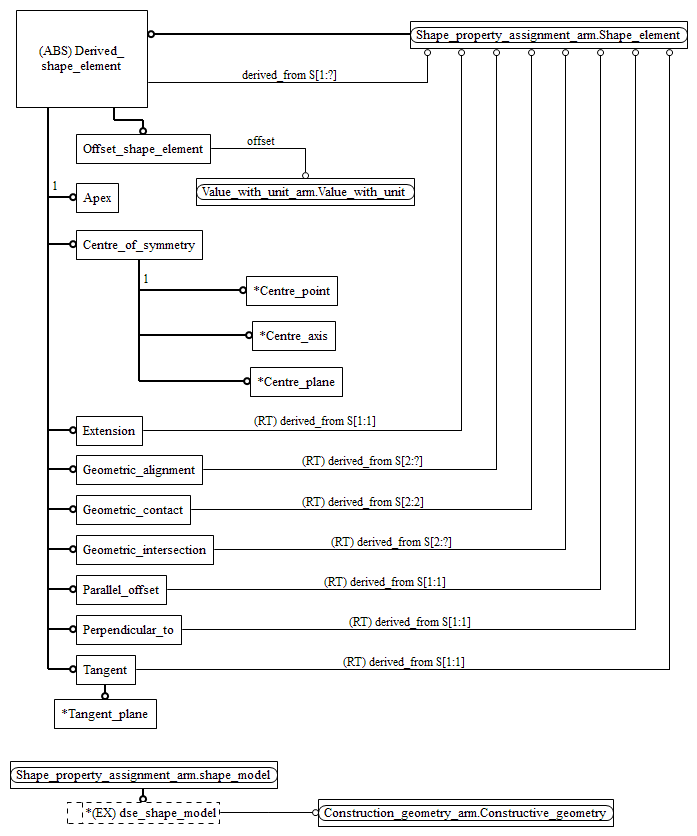 (ABS) Derived_
shape_element
Shape_property_assignment_arm.Shape_element
derived_from S[1:?]
Offset_shape_element
offset
Value_with_unit_arm.Value_with_unit
1
Apex
Centre_of_symmetry
1
*Centre_point
*Centre_axis
*Centre_plane
Extension
(RT) derived_from S[1:1]
Geometric_alignment
(RT) derived_from S[2:?]
Geometric_contact
(RT) derived_from S[2:2]
Geometric_intersection
(RT) derived_from S[2:?]
Parallel_offset
(RT) derived_from S[1:1]
Perpendicular_to
(RT) derived_from S[1:1]
Tangent
(RT) derived_from S[1:1]
*Tangent_plane
Shape_property_assignment_arm.shape_model
*(EX) dse_shape_model
Construction_geometry_arm.Constructive_geometry